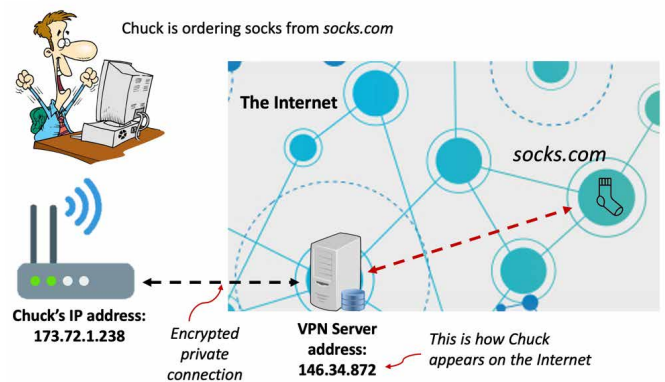 Chuck is ordering socks from socks.com
The Internet
socks.com
Chuck's IP address:
173.72.1.238
Encrypted
private
connection
VPN Server
address:
146.34.872
This is how Chuck
appears on the Internet